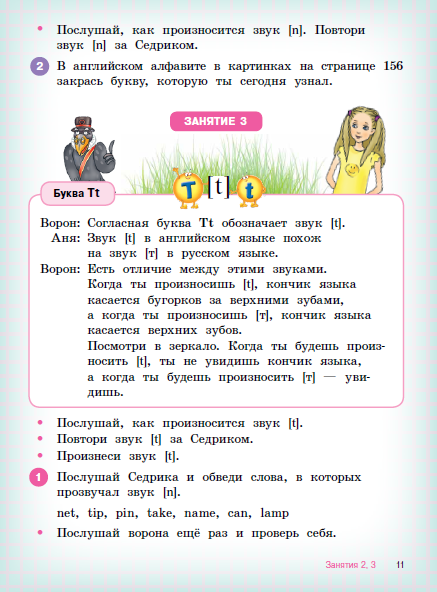 • Послушай, как произносится звук [n]. Повтори
звук [n] за Седриком.
2 В английском алфавите в картинках на странице 156
закрась букву, которую ты сегодня узнал.
ЗАНЯТИЕ 3
T [t] t
Буква Tt
Ворон: Согласная буква Tt обозначает звук [t].
Аня: Звук [t] в английском языке похож
на звук [т] в русском языке.
Ворон: Есть отличие между этими звуками.
Когда ты произносишь [t], кончик языка
касается бугорков за верхними зубами,
а когда ты произносишь [т], кончик языка
касается верхних зубов.
Посмотри в зеркало. Когда ты будешь произ-
носить [t], ты не увидишь кончик языка,
а когда ты будешь произносить [т] — уви-
дишь.
• Послушай, как произносится звук [t].
• Повтори звук [t] за Седриком.
• Произнеси звук [t].
1 Послушай Седрика и обведи слова, в которых
прозвучал звук [n].
net, tip, pin, take, name, can, lamp
• Послушай ворона ещё раз и проверь себя.
Занятия 2, 3 11